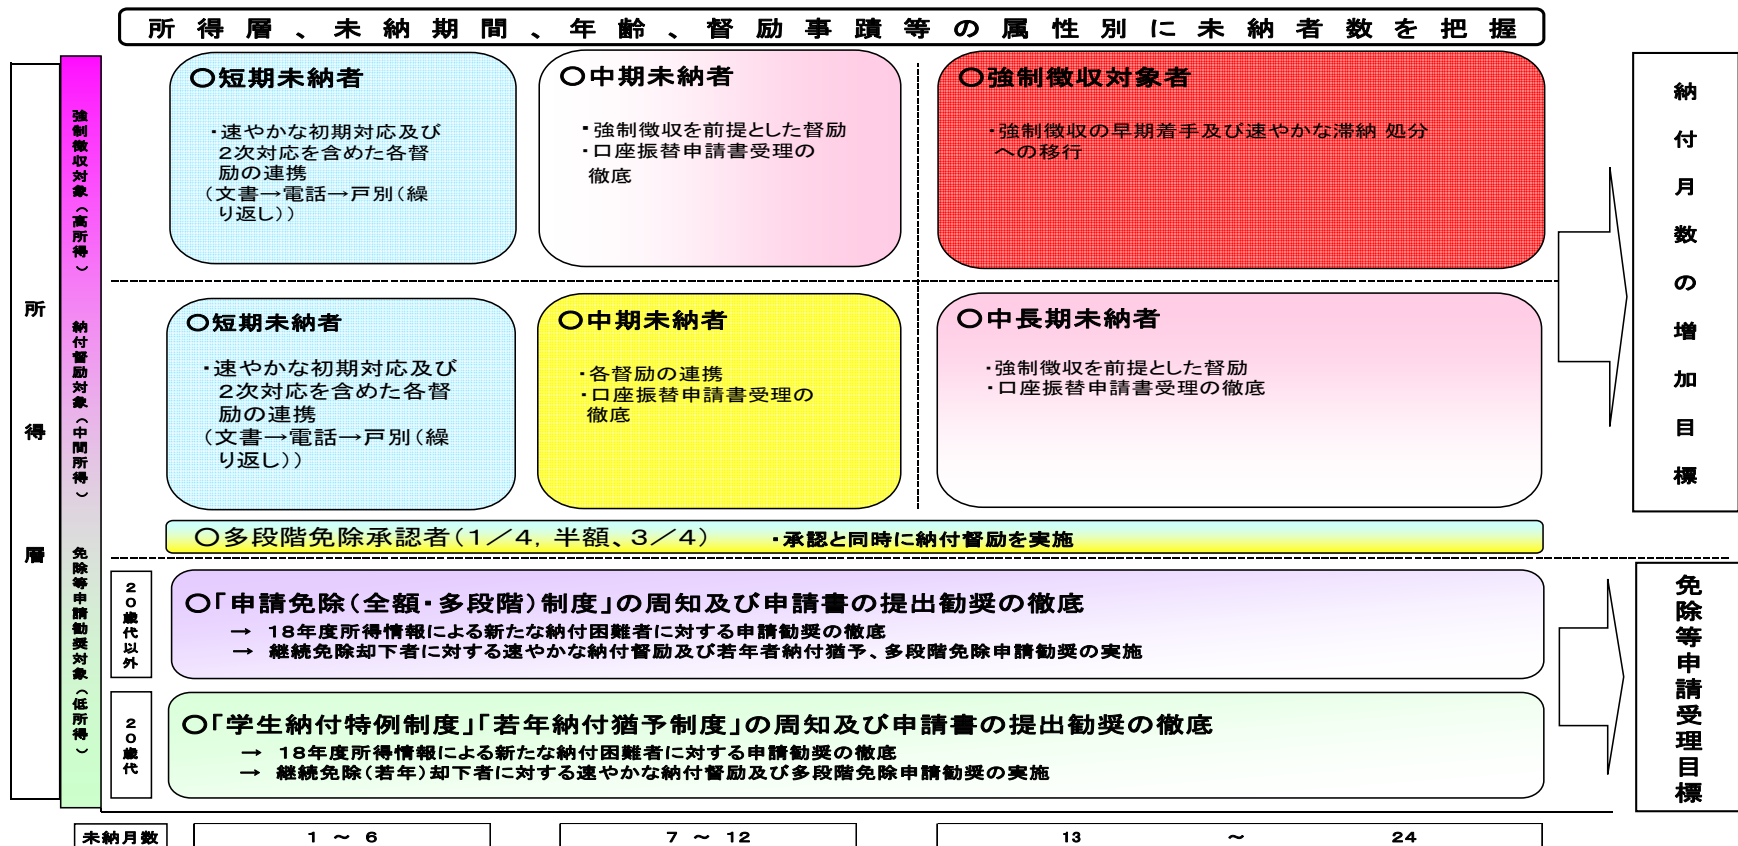 所得層、未納期間、年齢、督励事蹟等の属性別に未納者数を把握
所得層
強制徴収対象(高所得)
納付督励対象(中間所得)
免除等申請勧奨対象(低所得)
〇短期未納者
・速やかな初期対応及び
2次対応を含めた各督
励の連携
(文書→電話→戸別(繰
り返し))
〇中期未納者
・強制徴収を前提とした督励
・口座振替申請書受理の
徹底
〇強制徴収対象者
・強制徴収の早期着手及び速やかな滞納 処分
への移行
納付月数の増加目標
〇短期未納者
・速やかな初期対応及び
2次対応を含めた各督
励の連携
(文書→電話→戸別(繰
り返し))
〇中期未納者
・各督励の連携
・口座振替申請書受理の
徹底
〇中長期未納者
・強制徴収を前提とした督励
・口座振替申請書受理の徹底
〇多段階免除承認者(1/4, 半額、3/4) ・承認と同時に納付督励を実施
20歳代以外
〇「申請免除(全額・多段階)制度」の周知及び申請書の提出勧奨の徹底
→ 18年度所得情報による新たな納付困難者に対する申請勧奨の徹底
→ 継続免除却下者に対する速やかな納付督励及び若年者納付猶予、多段階免除申請勧奨の実施
免除等申請受理目標
20歳代
〇「学生納付特例制度」「若年納付猶予制度」の周知及び申請書の提出勧奨の徹底
→ 18年度所得情報による新たな納付困難者に対する申請勧奨の徹底
→ 継続免除(若年)却下者に対する速やかな納付督励及び多段階免除申請勧奨の実施
未納月数
1 ~ 6
7 ~ 12
13 ~ 24